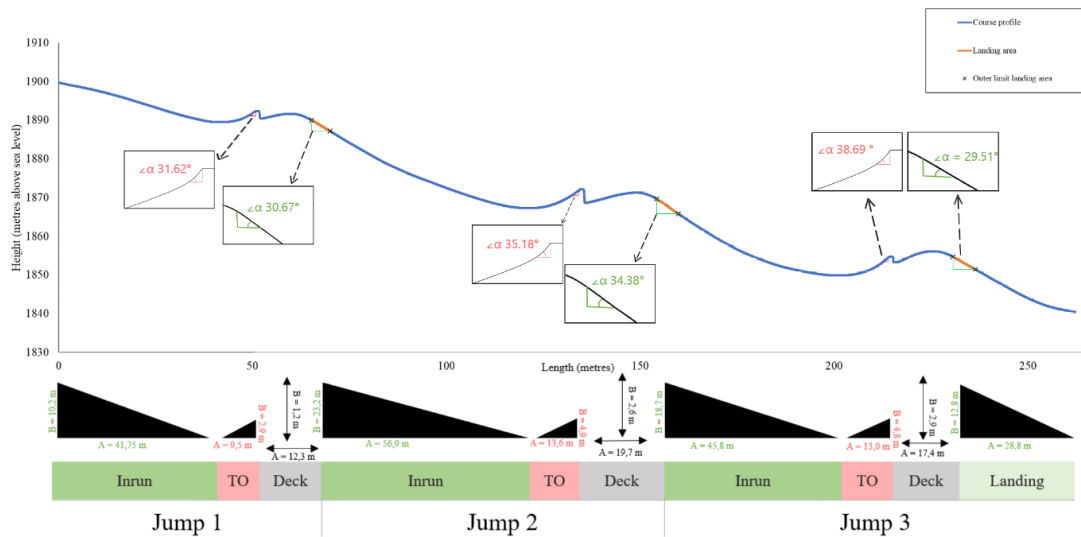 Course profile
Landing area
Outer limit landing area
Height (metres above sea level)
1910
1900
1890
1880
1870
1860
1850
1840
1830
∠α 31.62°
∠α 30.67°
∠α 35.18°
∠α 34.38°
∠α 38.69 °
∠α = 29.51°
0
50
100
150
200
250
Length (metres)
B = 10,2 m
A = 41,75 m
B = 2,9 m
A = 9,5 m
B = 1,2 m
A = 12,3 m
B = 23,2 m
A = 56,9 m
B = 4,9 m
A = 13,6 m
B = 2,6 m
A = 19,7 m
B = 18,7 m
A = 45,8 m
B = 4,8 m
A = 13,0 m
B = 2,9 m
A = 17,4 m
B = 12.8 m
A = 28,8 m
Inrun TO Deck Inrun TO Deck Inrun TO Deck Landing
Jump 1 Jump 2 Jump 3